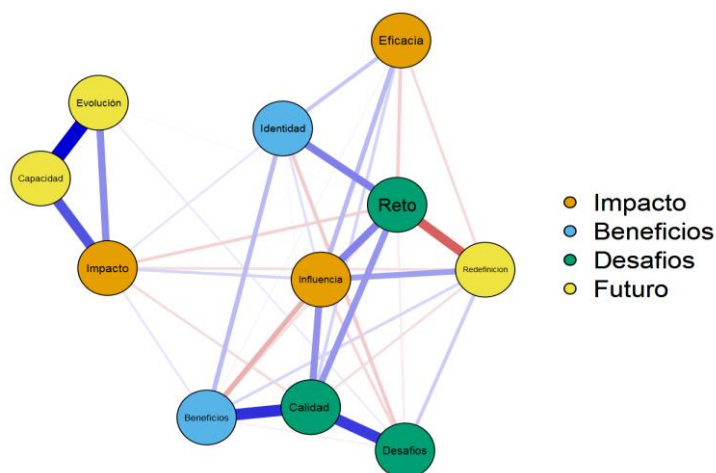 Eficacia
Evolución
Identidad
Capacidad
Reto
Impacto
Influencia
Redefinicion
Beneficios
Calidad
Desafios
Impacto
Beneficios
Desafios
Futuro